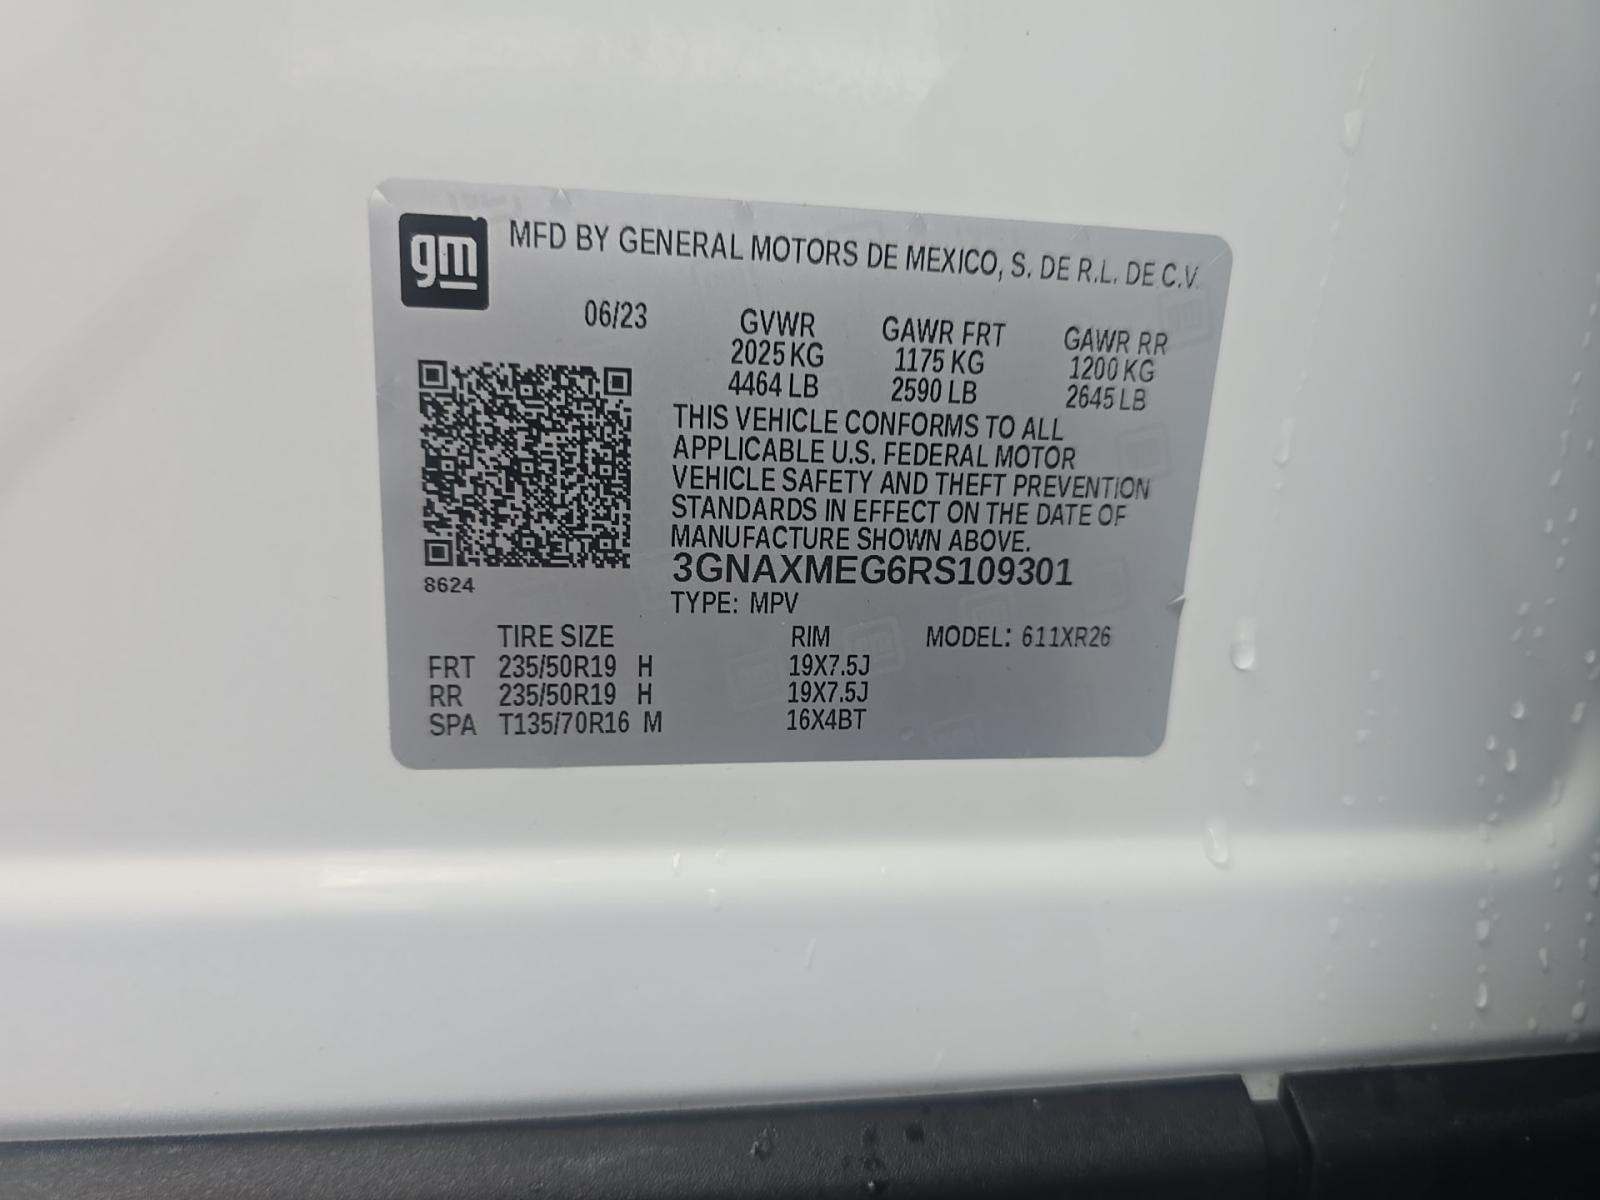 gm
MFD BY GENERAL MOTORS DE MEXICO, S. DE R.L. DE C.V.
06/23 GVWR GAWR FRT GAWR RR
2025 KG 1175 KG 1200 KG
4464 LB 2590 LB 2645 LB
THIS VEHICLE CONFORMS TO ALL
APPLICABLE U.S. FEDERAL MOTOR
VEHICLE SAFETY AND THEFT PREVENTION
STANDARDS IN EFFECT ON THE DATE OF
MANUFACTURE SHOWN ABOVE.
3GNAXMEG6RS109301
8624
TYPE: MPV
TIRE SIZE RIM MODEL: 611XR26
FRT 235/50R19 H 19X7.5J
RR 235/50R19 H 19X7.5J
SPA T135/70R16 M 16X4BT